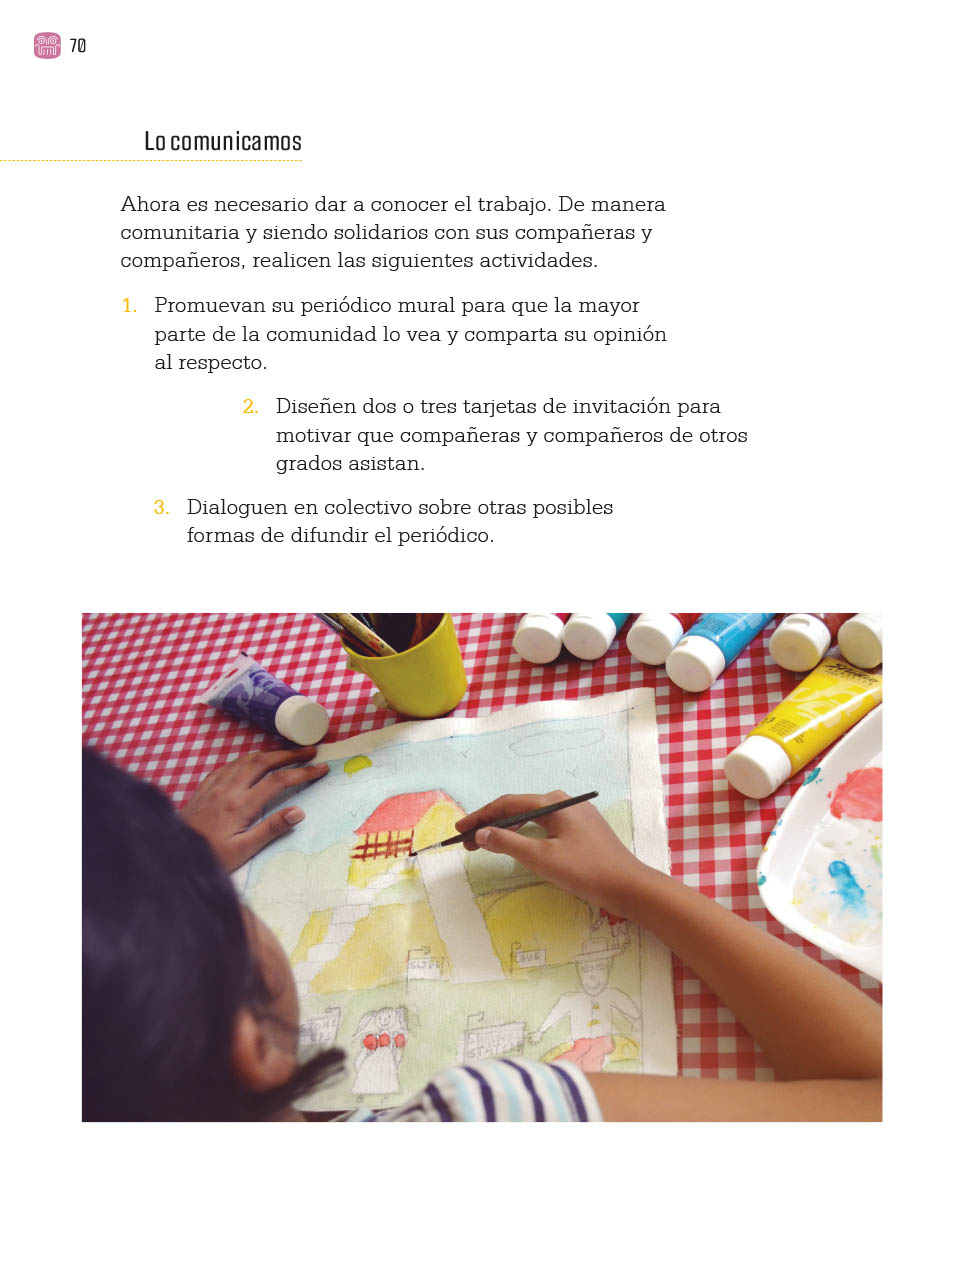 70
Lo comunicamos
Ahora es necesario dar a conocer el trabajo. De manera
comunitaria y siendo solidarios con sus compañeras y
compañeros, realicen las siguientes actividades.
1. Promuevan su periódico mural para que la mayor
parte de la comunidad lo vea y comparta su opinión
al respecto.
2. Diseñen dos o tres tarjetas de invitación para
motivar que compañeras y compañeros de otros
grados asistan.
3. Dialoguen en colectivo sobre otras posibles
formas de difundir el periódico.
SLIDE
CAVE